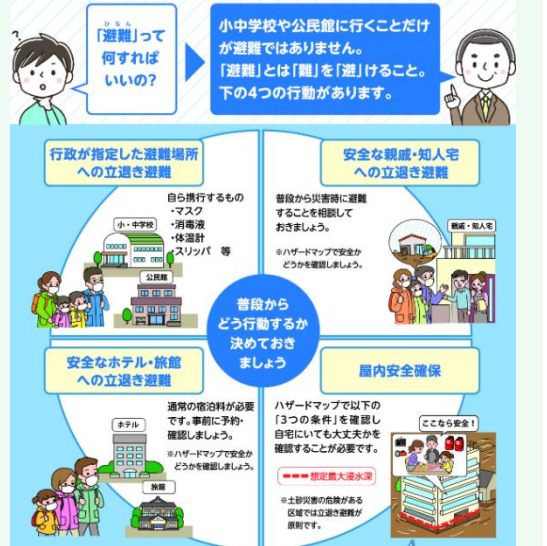 ひなん
「避難」って
何すれば
いいの?
小中学校や公民館に行くことだけ
が避難ではありません。
「避難」とは「難」を「避」けること。
下の4つの行動があります。
行政が指定した避難場所
への立退き避難
自ら携行するもの
・マスク
・消毒液
・体温計
・スリッパ 等
小・中学校
公民館
安全な親戚・知人宅
への立退き避難
普段から災害時に避難
することを相談して
おきましょう。
※ハザードマップで安全か
どうかを確認しましょう。
親戚・知人宅
普段から
どう行動するか
決めておき
ましょう
安全なホテル・旅館
への立退き避難
通常の宿泊料が必要
です。事前に予約・
確認しましょう。
※ハザードマップで安全か
どうかを確認しましょう。
ホテル
旅館
屋内安全確保
ハザードマップで以下の
「3つの条件」を確認し
自宅にいても大丈夫かを
確認することが必要です。
想定最大浸水深
※土砂災害の危険がある
区域では立退き避難が
原則です。
ここなら安全!